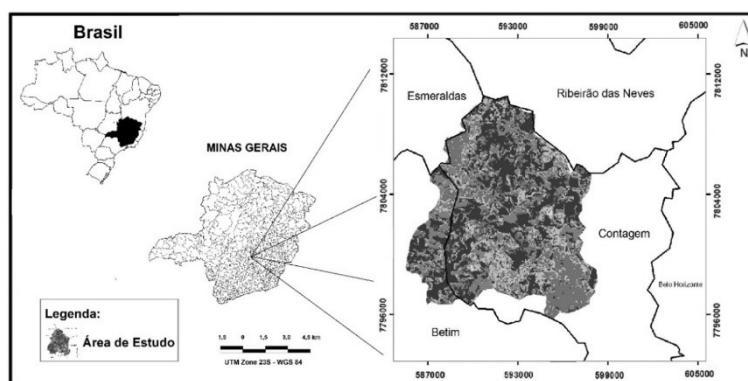 Brasil
MINAS GERAIS
Legenda:
Área de Estudo
1,5 0 1,5 3,0 4,5 km
UTM Zone 23S - WGS 84
587000 593000 599000 605000
N
7812000
7804000
7796000
Esmeraldas
Ribeirão das Neves
Contagem
Belo Horizonte
Betim
7812000
7804000
7796000
587000 593000 599000 605000